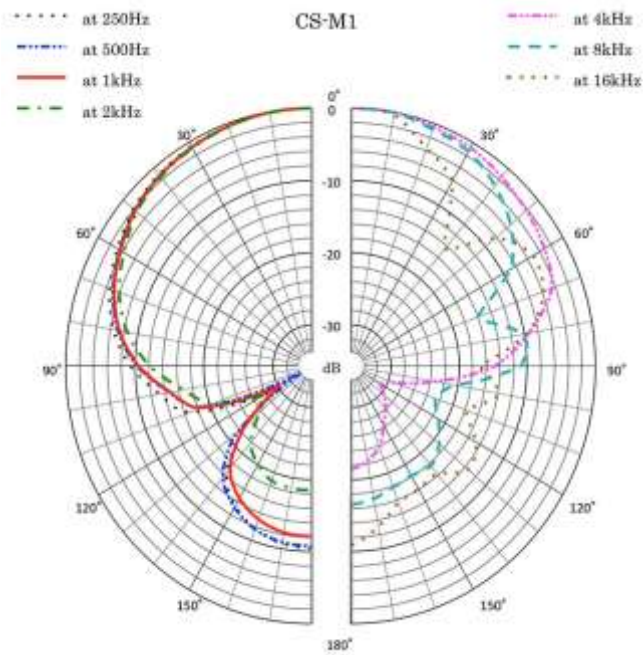 CS-M1
at 250Hz
at 500Hz
at 1kHz
at 2kHz
at 4kHz
at 8kHz
at 16kHz
0°
0
30°
30°
-10
60°
60°
-20
-30
90°
dB
90°
120°
120°
150°
150°
180°